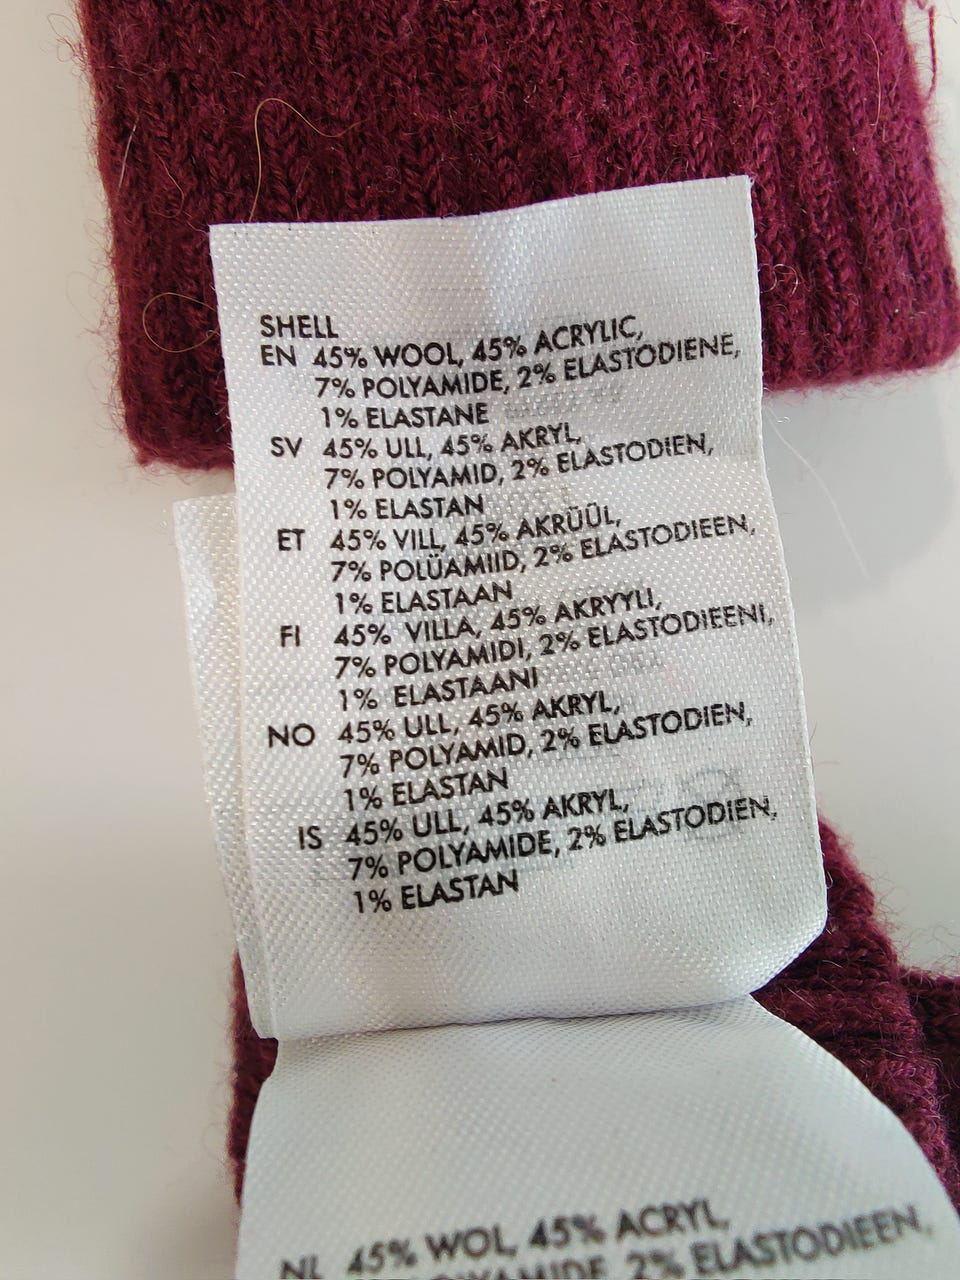 SHELL
EN 45% WOOL, 45% ACRYLIC,
7% POLYAMIDE, 2% ELASTODIENE,
1% ELASTANE
SV 45% ULL, 45% AKRYL,
7% POLYAMID, 2% ELASTODIEN,
1% ELASTAN
ET 45% VILL, 45% AKRÜÜL,
7% POLÜAMIID, 2% ELASTODIEEN,
1% ELASTAAN
FI 45% VILLA, 45% AKRYYLI,
7% POLYAMIDI, 2% ELASTODIEENI,
1% ELASTAANI
NO 45% ULL, 45% AKRYL,
7% POLYAMID, 2% ELASTODIEN,
1% ELASTAN
IS 45% ULL, 45% AKRYL,
7% POLYAMIDE, 2% ELASTODIEN,
1% ELASTAN
NL 45% WOL, 45% ACRYL,
2% ELASTODIEEN,